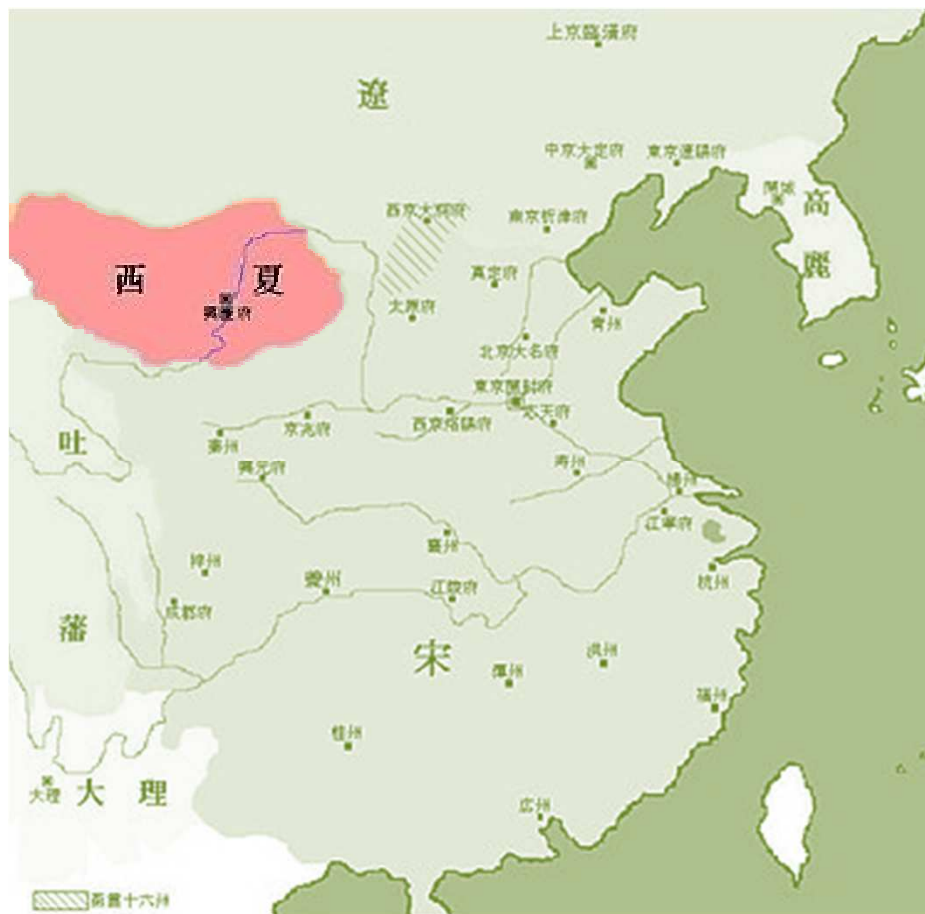 上京臨潢府
遼
中京大定府
東京遼陽府
開城
高
麗
西京大同府
南京析津府
西
夏
興慶府
真定府
太原府
青州
北京大名府
東京開封府
応天府
西京洛陽府
京兆府
秦州
吐
興元府
寿州
揚州
江寧府
襄州
梓州
夔州
江陵府
杭州
成都府
蕃
宋
潭州
洪州
福州
桂州
大理
大理
広州
燕雲十六州